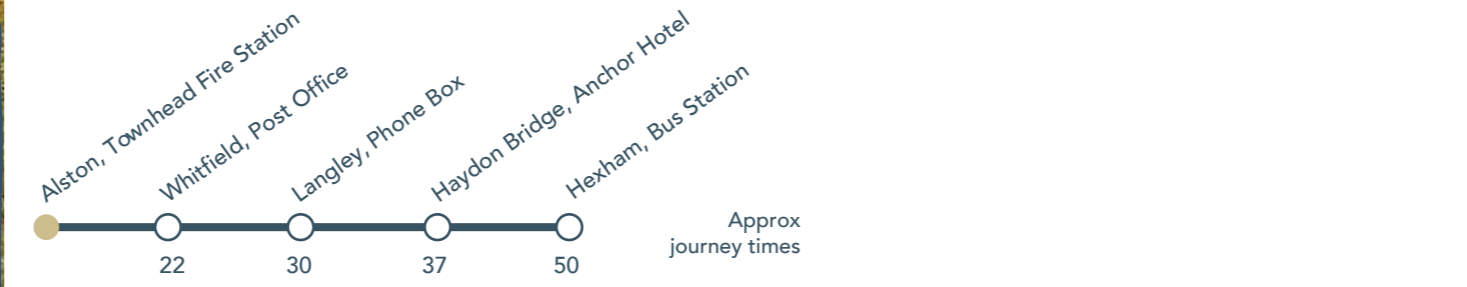 Alston, Townhead Fire Station
Whitfield, Post Office
Langley, Phone Box
Haydon Bridge, Anchor Hotel
Hexham, Bus Station
22
30
37
50
Approx
journey times